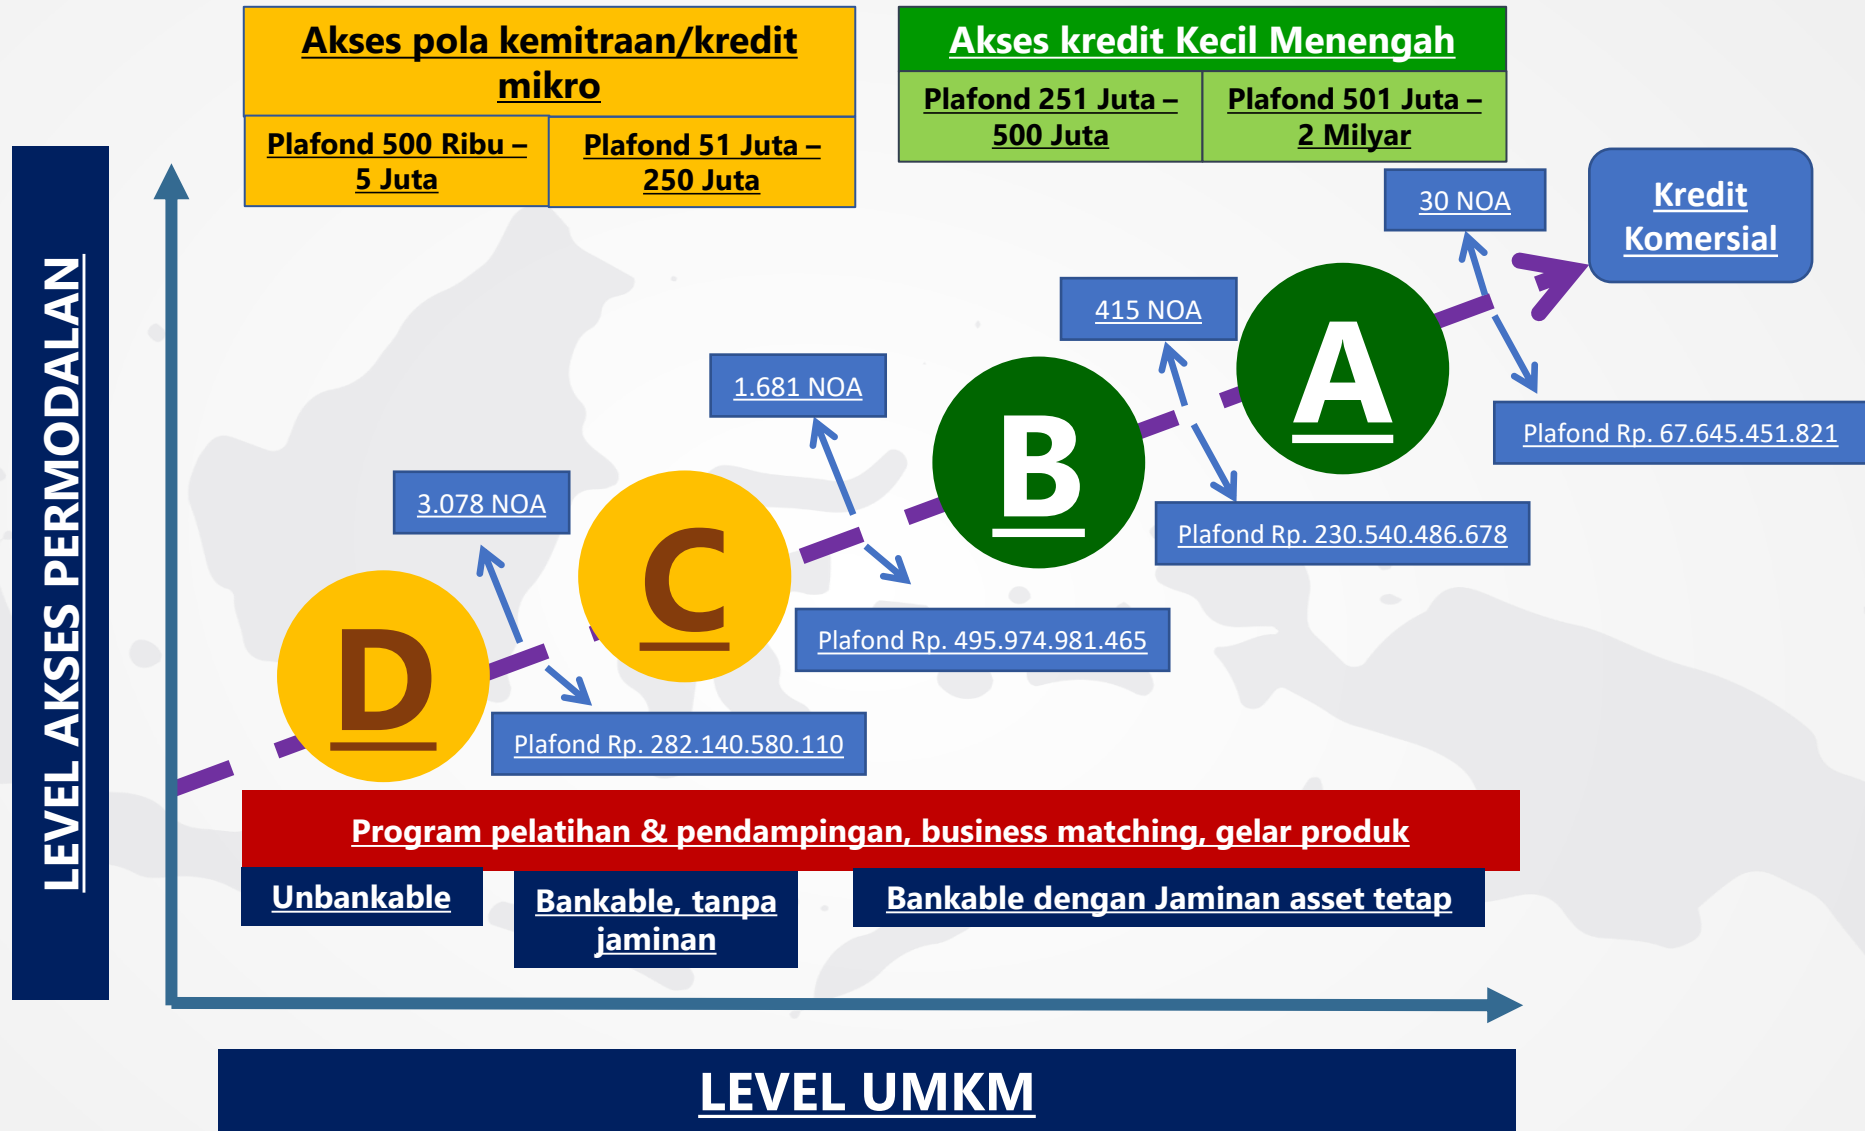 Akses pola kemitraan/kredit
mikro
Plafond 500 Ribu –
5 Juta
Plafond 51 Juta –
250 Juta
Akses kredit Kecil Menengah
Plafond 251 Juta –
500 Juta
Plafond 501 Juta –
2 Milyar
LEVEL AKSES PERMODALAN
30 NOA
Kredit
Komersial
415 NOA
A
1.681 NOA
B
Plafond Rp. 67.645.451.821
3.078 NOA
C
Plafond Rp. 230.540.486.678
D
Plafond Rp. 495.974.981.465
Plafond Rp. 282.140.580.110
Program pelatihan & pendampingan, business matching, gelar produk
Unbankable
Bankable, tanpa
jaminan
Bankable dengan Jaminan asset tetap
LEVEL UMKM